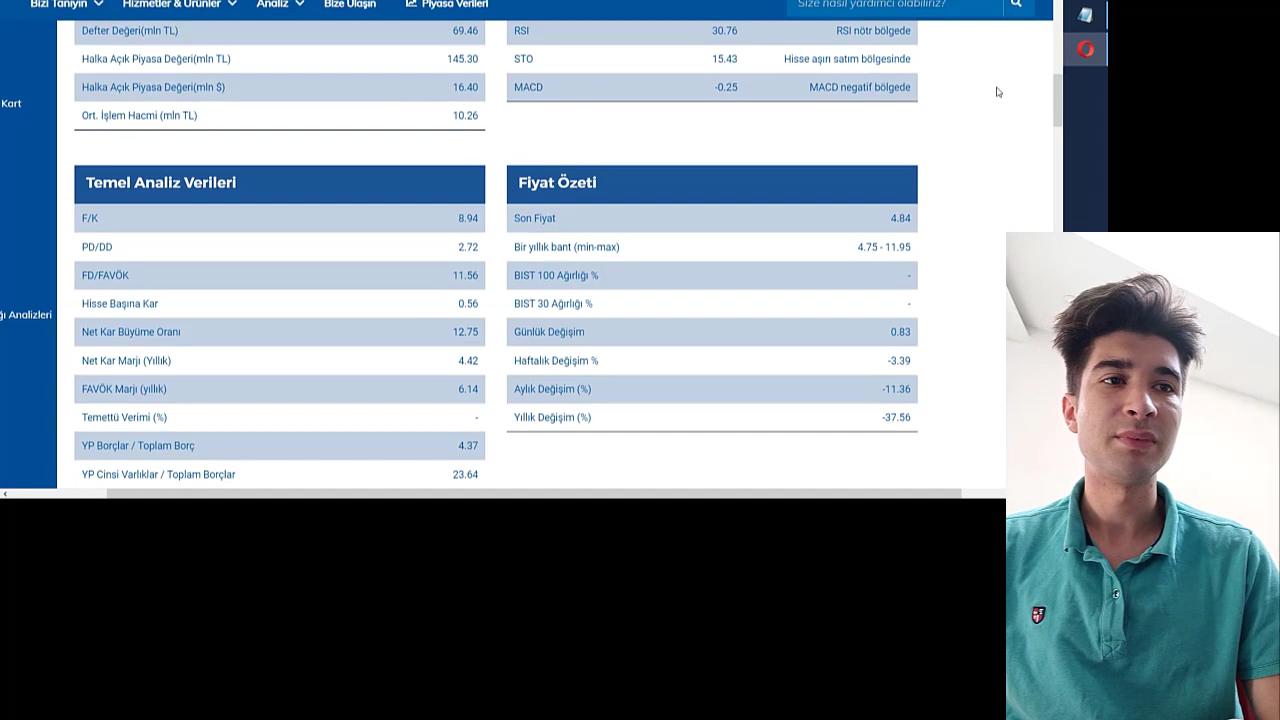 Bizi Tanıyın
Hizmetler & Ürünler
Analiz
Bize Ulaşın
Piyasa Verileri
Size nasıl yardımcı olabiliriz?
Kart
ğı Analizleri
Defter Değeri(mln TL) 69.46
Halka Açık Piyasa Değeri(mln TL) 145.30
Halka Açık Piyasa Değeri(mln $) 16.40
Ort. İşlem Hacmi (mln TL) 10.26
RSI 30.76 RSI nötr bölgede
STO 15.43 Hisse aşırı satım bölgesinde
MACD -0.25 MACD negatif bölgede
Temel Analiz Verileri
F/K 8.94
PD/DD 2.72
FD/FAVÖK 11.56
Hisse Başına Kar 0.56
Net Kar Büyüme Oranı 12.75
Net Kar Marjı (Yıllık) 4.42
FAVÖK Marjı (yıllık) 6.14
Temettü Verimi (%) -
YP Borçlar / Toplam Borç 4.37
YP Cinsi Varlıklar / Toplam Borçlar 23.64
Fiyat Özeti
Son Fiyat 4.84
Bir yıllık bant (min-max) 4.75 - 11.95
BIST 100 Ağırlığı % -
BIST 30 Ağırlığı % -
Günlük Değişim 0.83
Haftalık Değişim % -3.39
Aylık Değişim (%) -11.36
Yıllık Değişim (%) -37.56